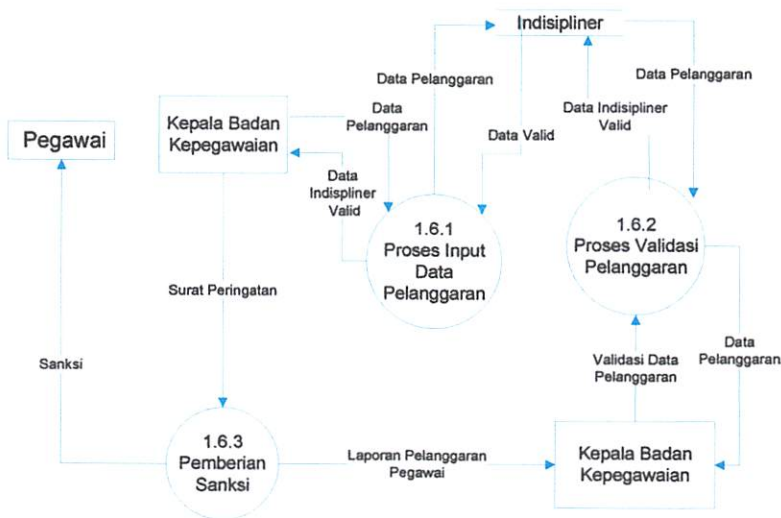 Indisipliner
Data Pelanggaran
Data Pelanggaran
Kepala Badan
Kepegawaian
Data
Pelanggaran
Data Indisipliner
Valid
Pegawai
Data Valid
Data
Indispliner
Valid
1.6.1
Proses Input
Data
Pelanggaran
1.6.2
Proses Validasi
Pelanggaran
Surat Peringatan
Sanksi
Validasi Data
Pelanggaran
Data
Pelanggaran
1.6.3
Pemberian
Sanksi
Laporan Pelanggaran
Pegawai
Kepala Badan
Kepegawaian